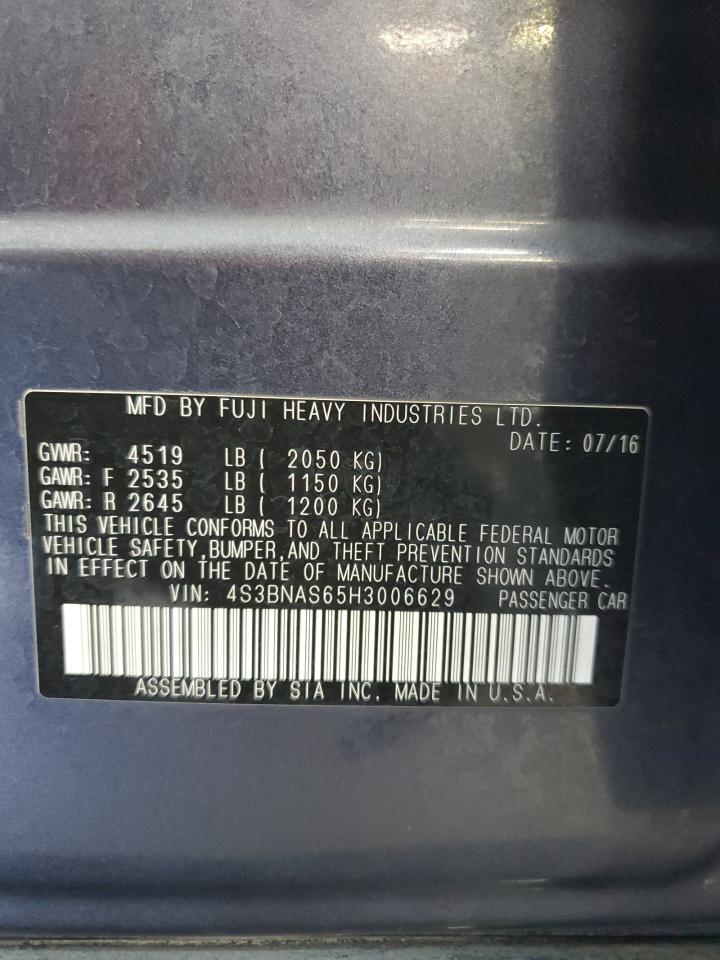 MFD BY FUJI HEAVY INDUSTRIES LTD.
DATE: 07/16
GVWR: 4519 LB ( 2050 KG)
GAWR: F 2535 LB ( 1150 KG)
GAWR: R 2645 LB ( 1200 KG)
THIS VEHICLE CONFORMS TO ALL APPLICABLE FEDERAL MOTOR
VEHICLE SAFETY,BUMPER,AND THEFT PREVENTION STANDARDS
IN EFFECT ON THE DATE OF MANUFACTURE SHOWN ABOVE.
VIN: 4S3BNAS65H3006629 PASSENGER CAR
ASSEMBLED BY SIA INC. MADE IN U.S.A.